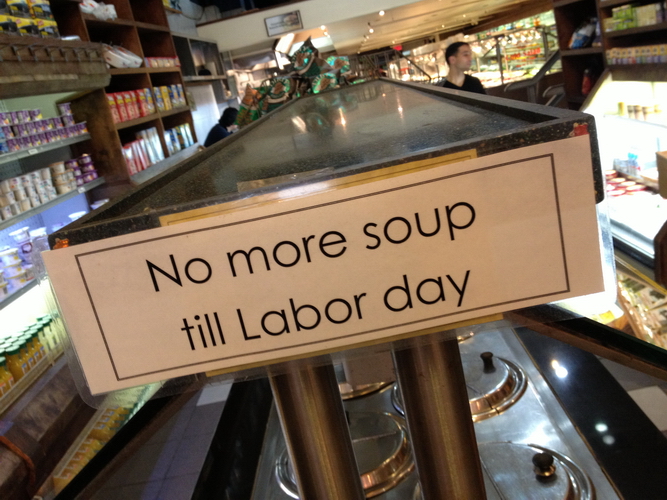 No more soup
till Labor day